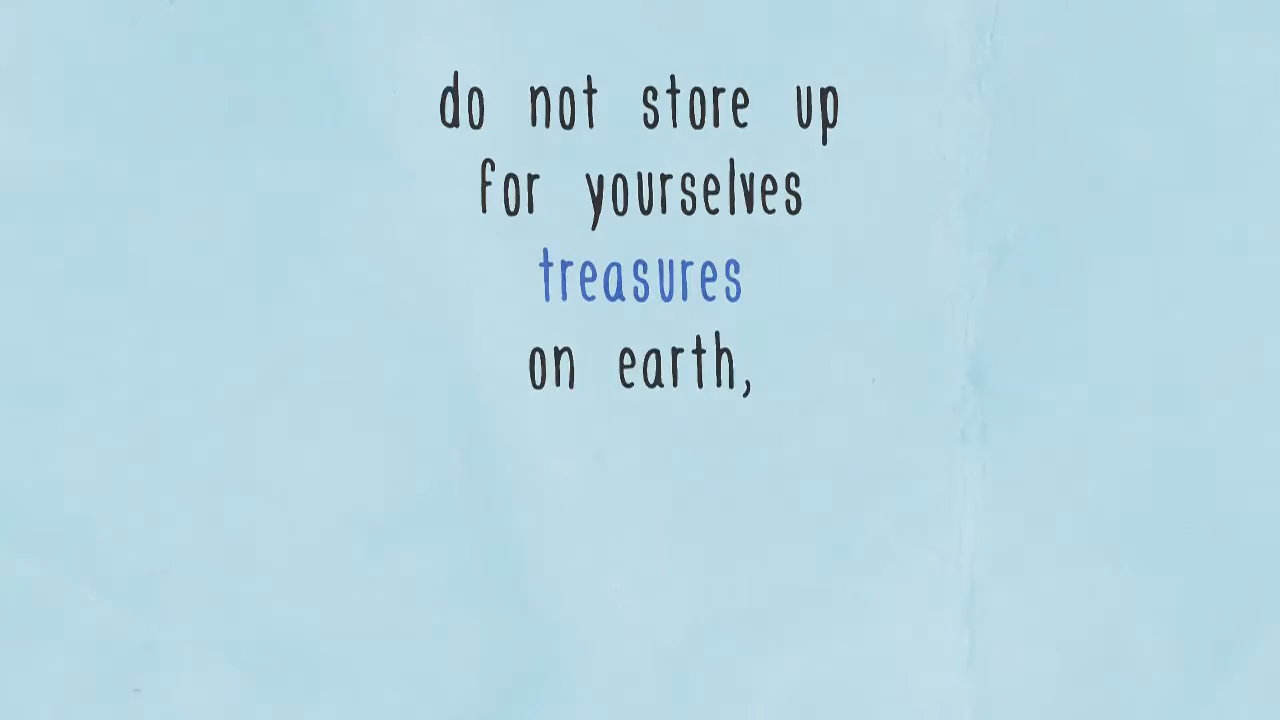 do not store up
for yourselves
treasures
on earth,